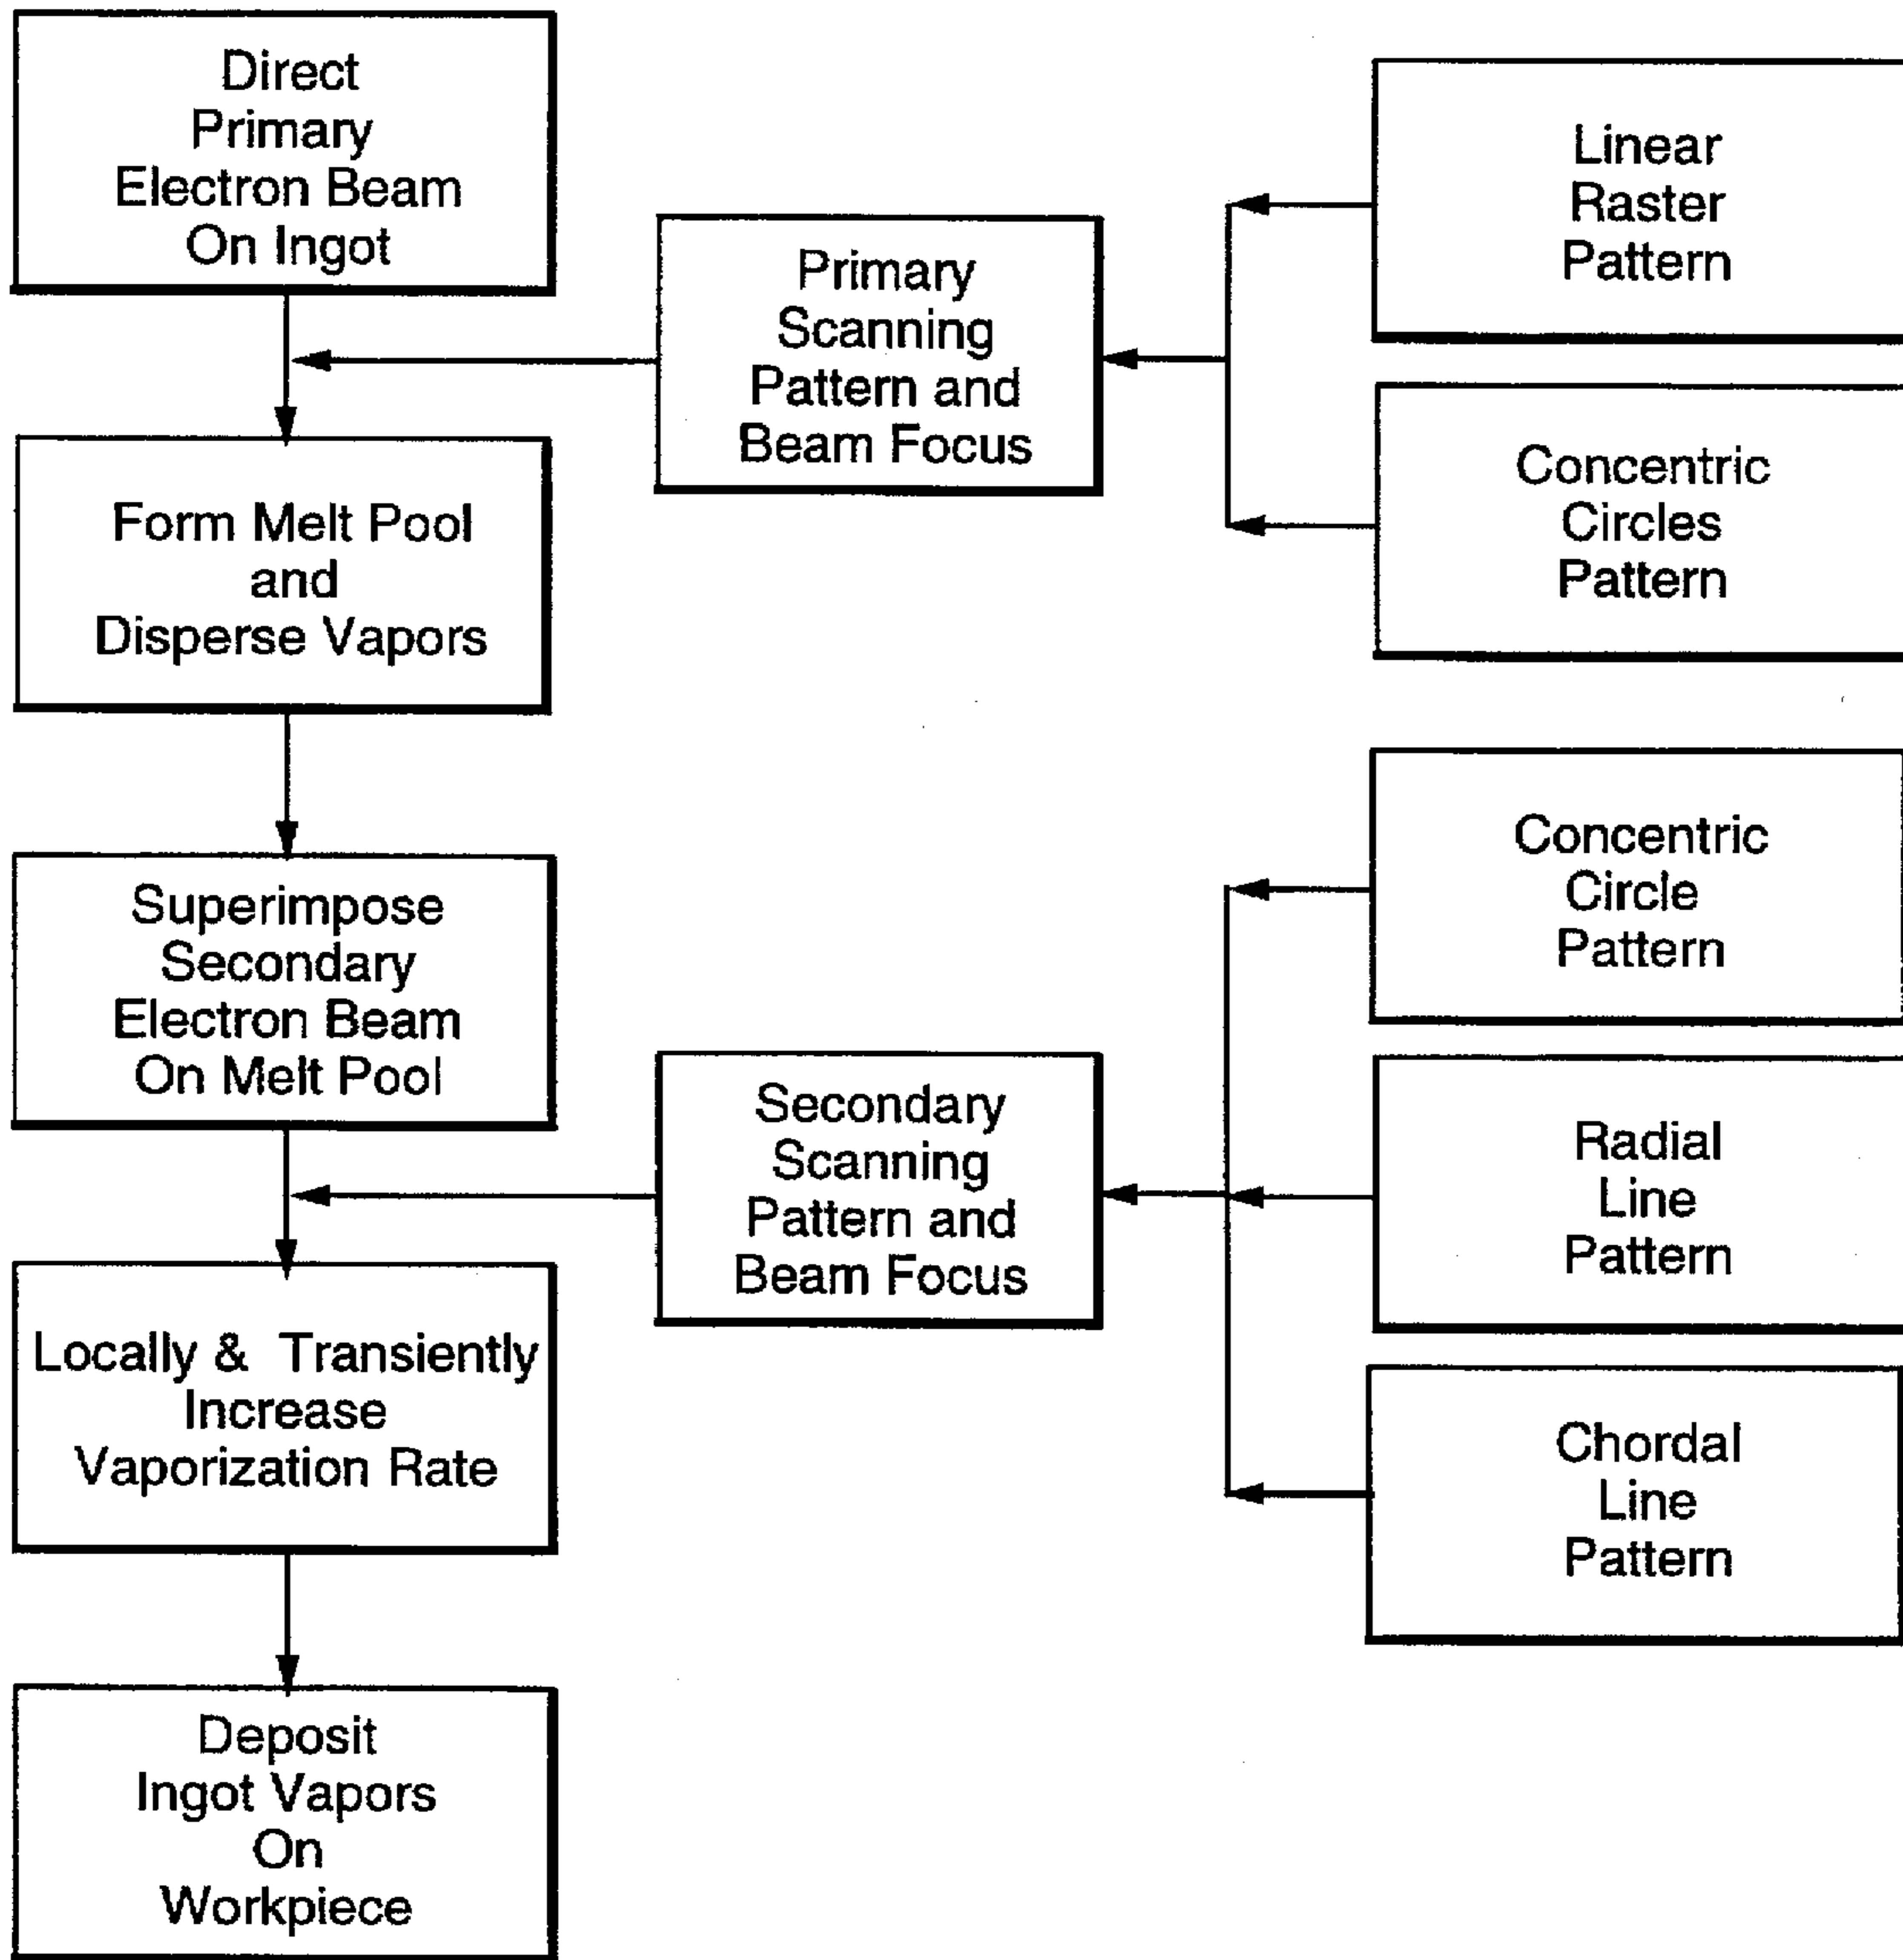 Direct
Primary
Electron Beam
On Ingot
Form Melt Pool
and
Disperse Vapors
Superimpose
Secondary
Electron Beam
On Melt Pool
Locally & Transiently
Increase
Vaporization Rate
Deposit
Ingot Vapors
On
Workpiece
Primary
Scanning
Pattern and
Beam Focus
Secondary
Scanning
Pattern and
Beam Focus
Linear
Raster
Pattern
Concentric
Circles
Pattern
Concentric
Circle
Pattern
Radial
Line
Pattern
Chordal
Line
Pattern